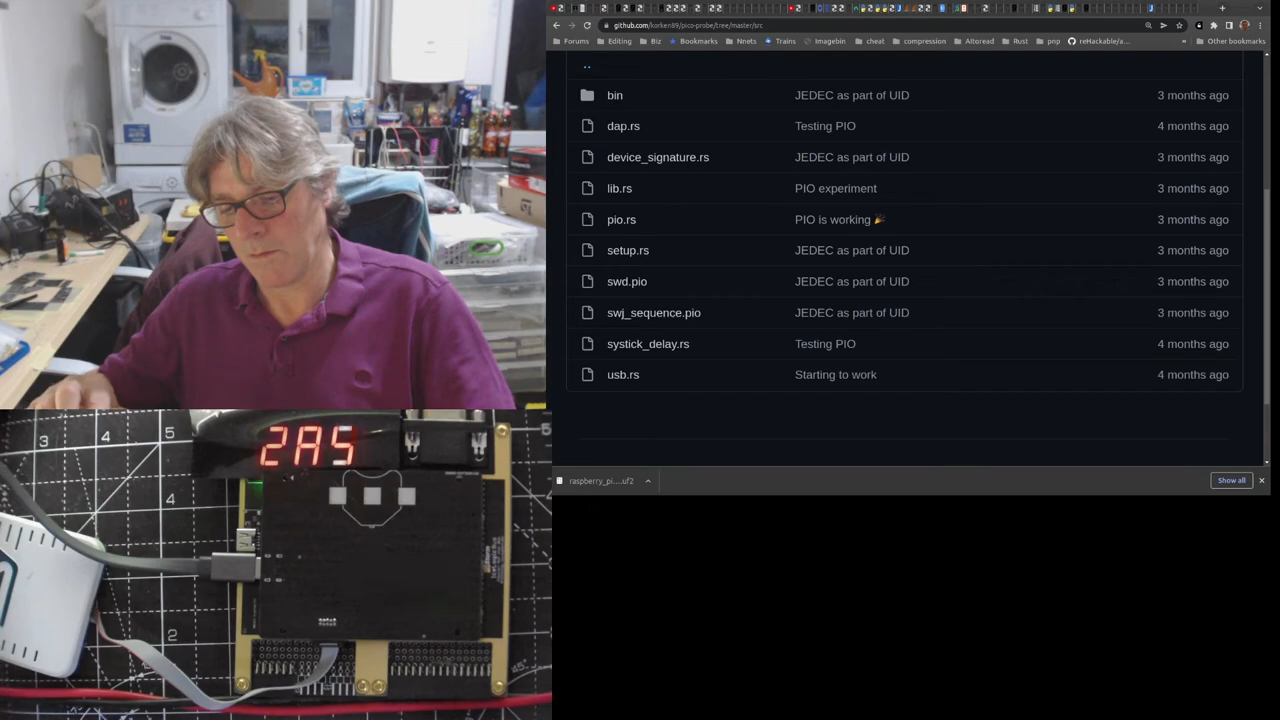 github.com/korken89/pico-probe/tree/master/src
Forums Editing Biz Bookmarks Nnets Trains Imagebin cheat compression Altoread Rust pnp reHackable/a... » Other bookmarks
..
bin JEDEC as part of UID 3 months ago
dap.rs Testing PIO 4 months ago
device_signature.rs JEDEC as part of UID 3 months ago
lib.rs PIO experiment 3 months ago
pio.rs PIO is working 🎉 3 months ago
setup.rs JEDEC as part of UID 3 months ago
swd.pio JEDEC as part of UID 3 months ago
swj_sequence.pio JEDEC as part of UID 3 months ago
systick_delay.rs Testing PIO 4 months ago
usb.rs Starting to work 4 months ago
raspberry_pi....uf2 Show all
3 4 5
2A5
4
2
45°